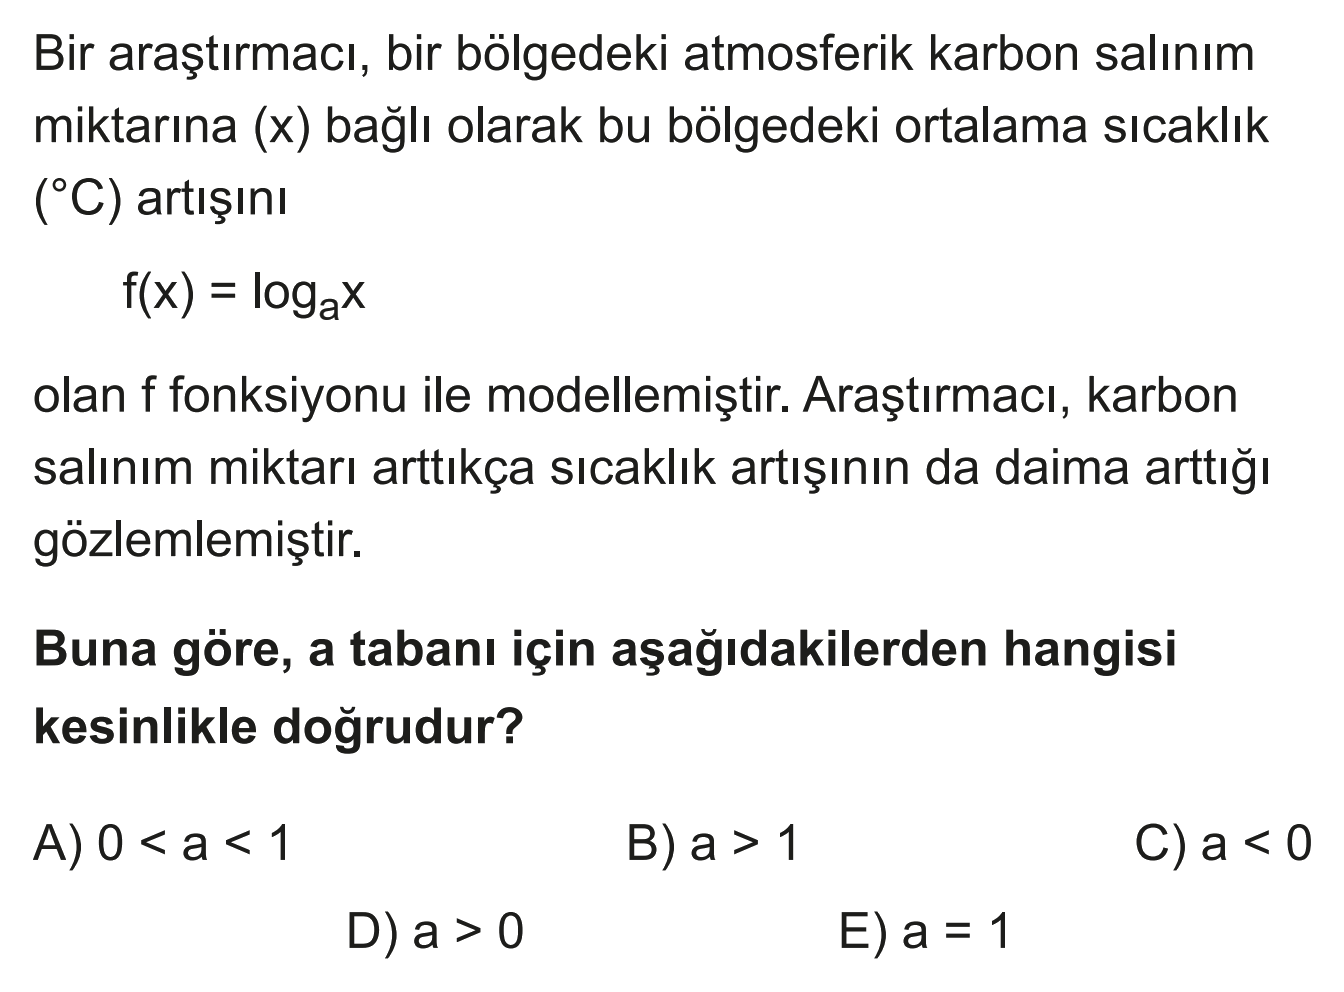 Bir araştırmacı, bir bölgedeki atmosferik karbon salınım
miktarına (x) bağlı olarak bu bölgedeki ortalama sıcaklık
(°C) artışını
f(x) = logₐx
olan f fonksiyonu ile modellemiştir. Araştırmacı, karbon
salınım miktarı arttıkça sıcaklık artışının da daima arttığı
gözlemlemiştir.
Buna göre, a tabanı için aşağıdakilerden hangisi
kesinlikle doğrudur?
A) 0 < a < 1 B) a > 1 C) a < 0
D) a > 0 E) a = 1